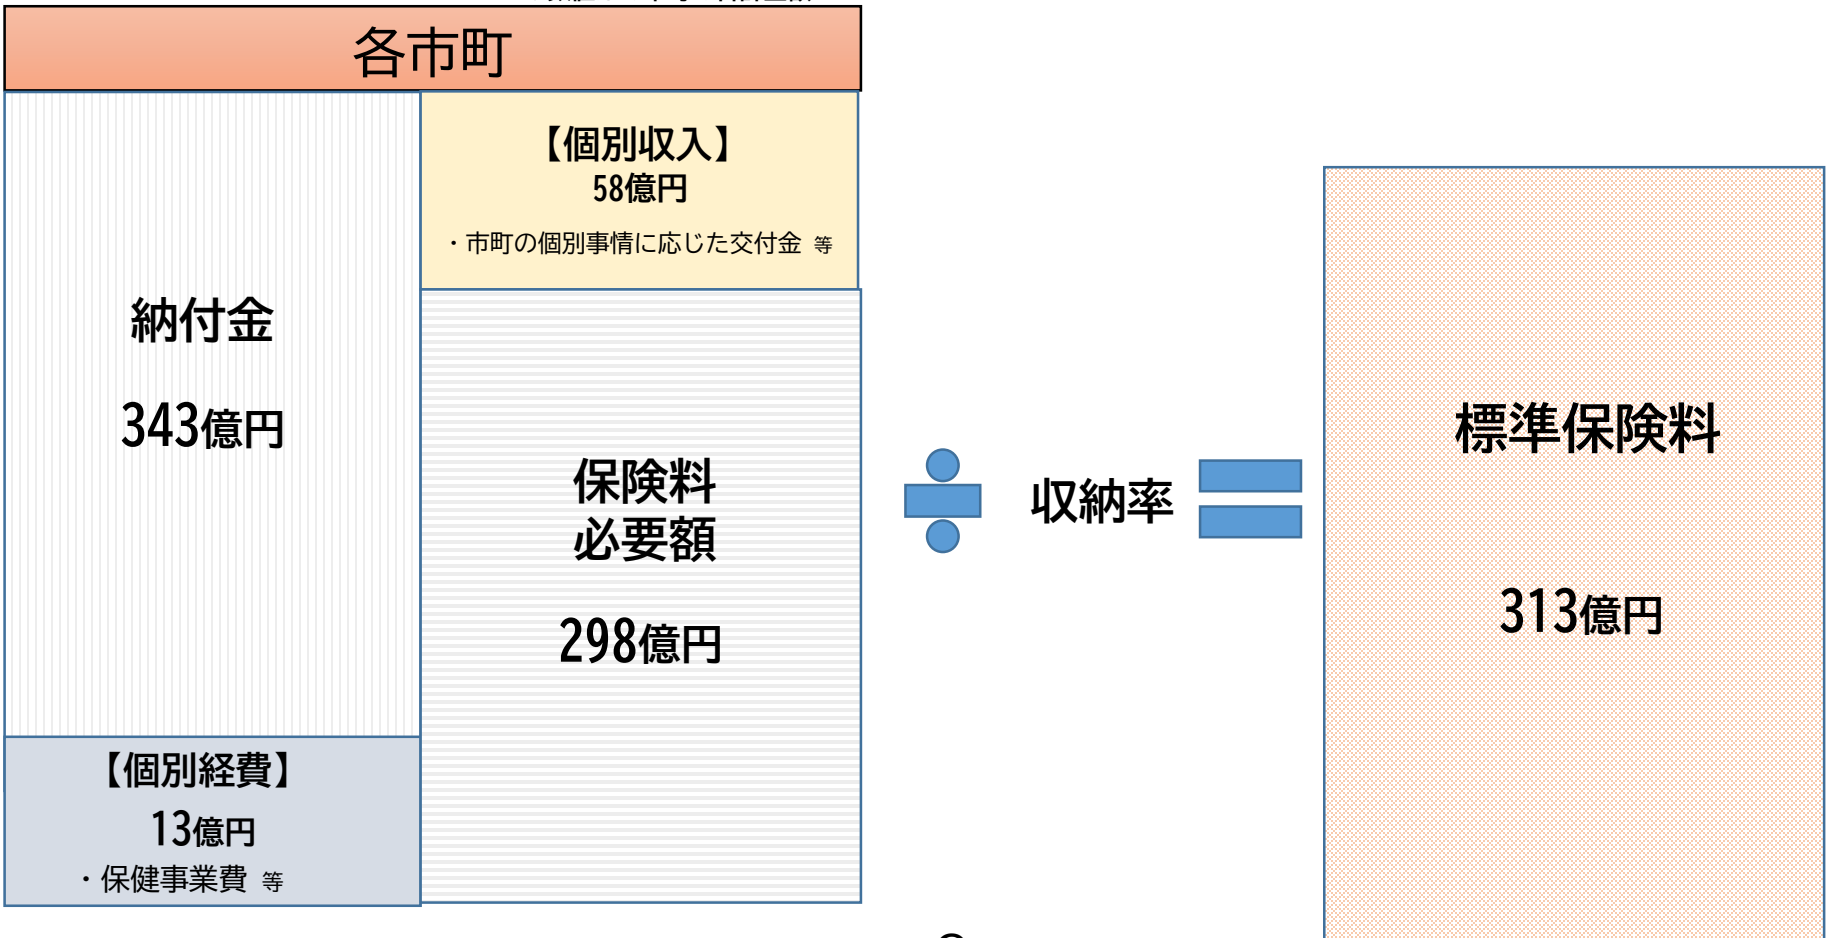 各市町
【個別収入】
58億円
・市町の個別事情に応じた交付金 等
納付金
343億円
保険料
必要額
298億円
【個別経費】
13億円
・保健事業費 等
収納率
標準保険料
313億円